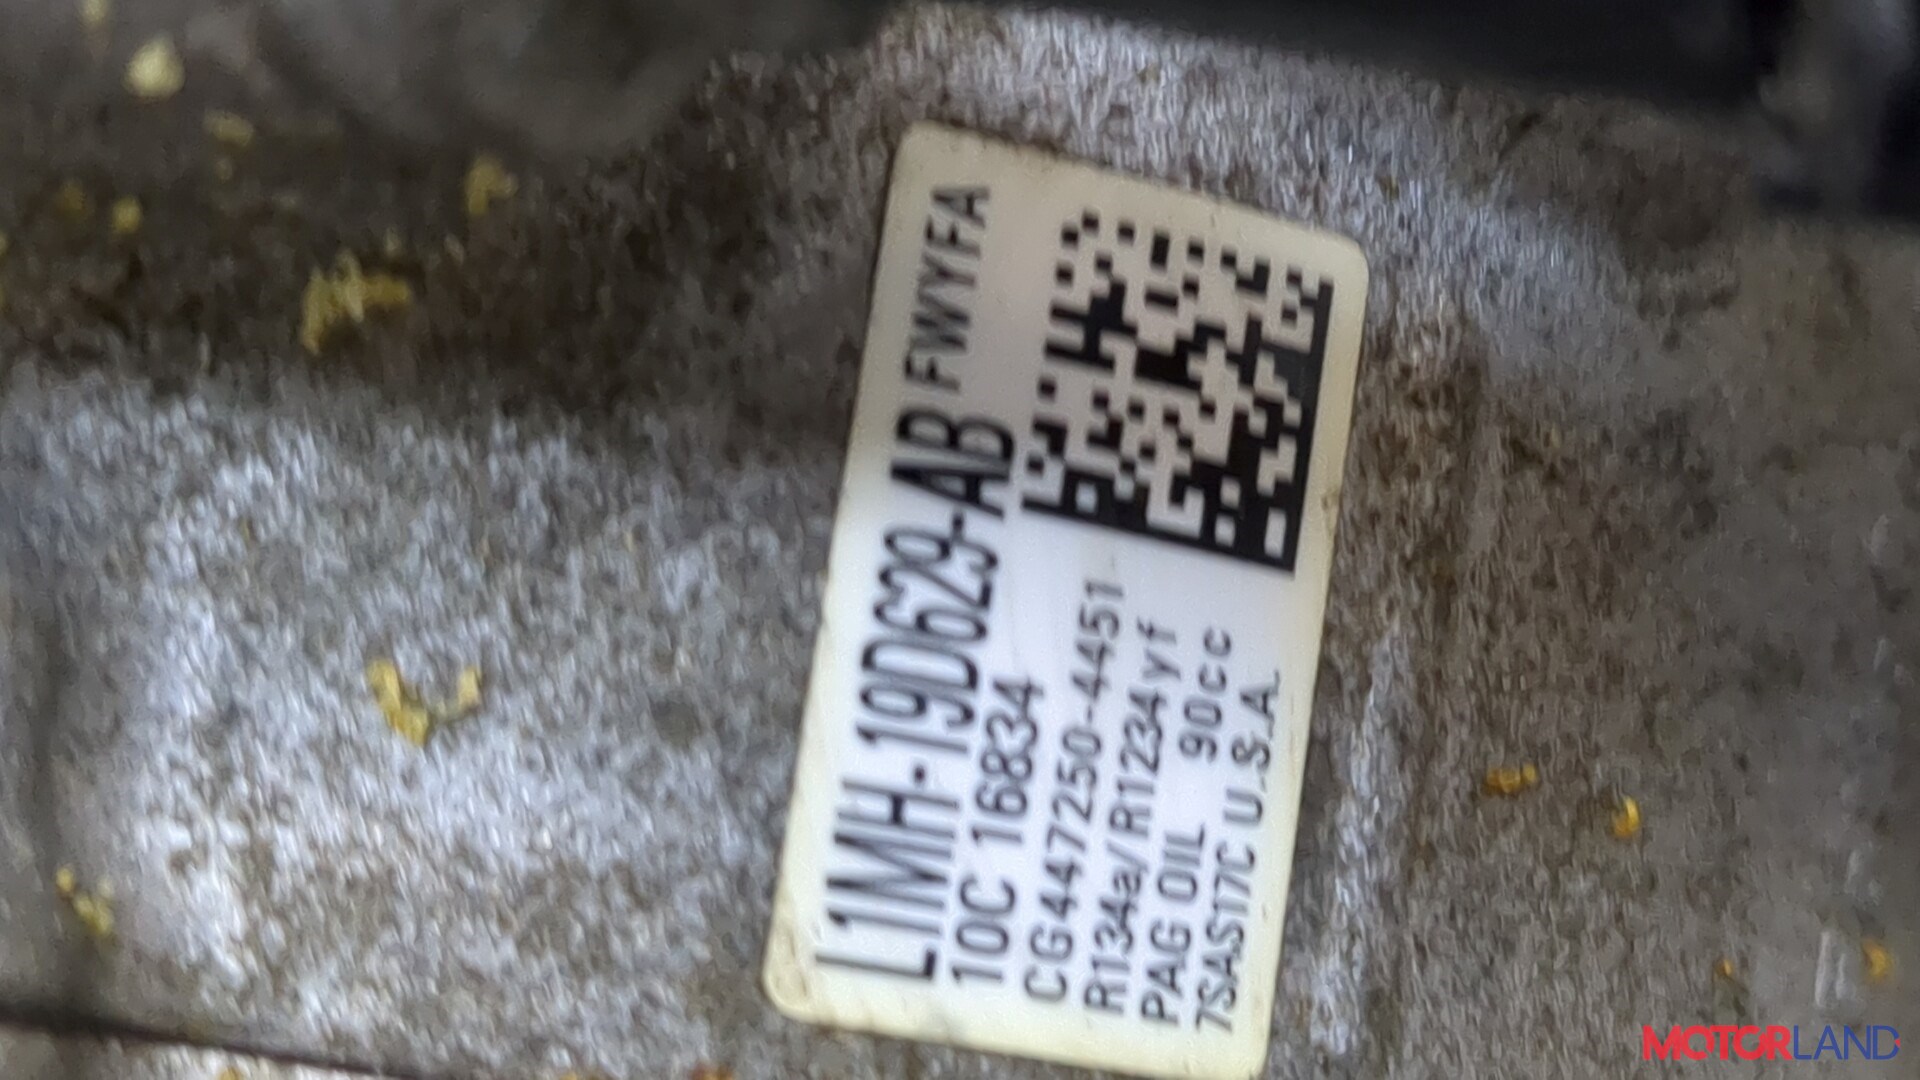 L1MH-19D629-AB FWYFA
10C 16834
CG447250-4451
R134a/R1234yf
PAG OIL 90cc
7SAS17C U.S.A.
MOTORLAND